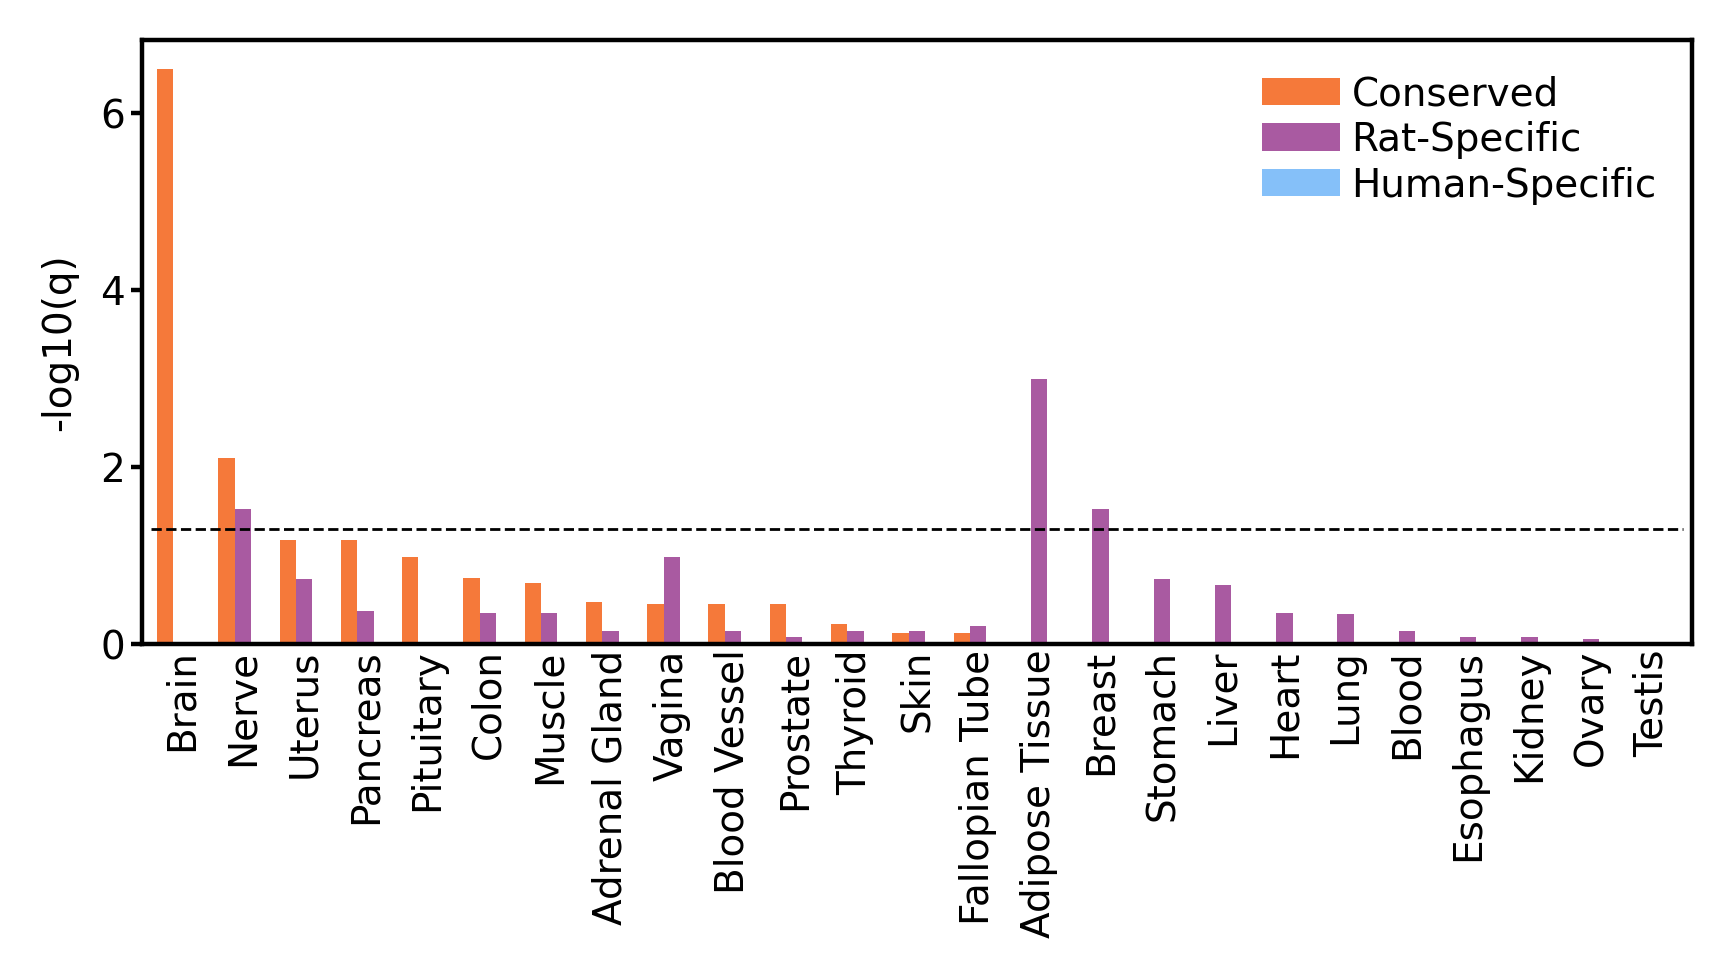 Conserved
Rat-Specific
Human-Specific
-log10(q)
6
4
2
0
Brain
Nerve
Uterus
Pancreas
Pituitary
Colon
Muscle
Adrenal Gland
Vagina
Blood Vessel
Prostate
Thyroid
Skin
Fallopian Tube
Adipose Tissue
Breast
Stomach
Liver
Heart
Lung
Blood
Esophagus
Kidney
Ovary
Testis